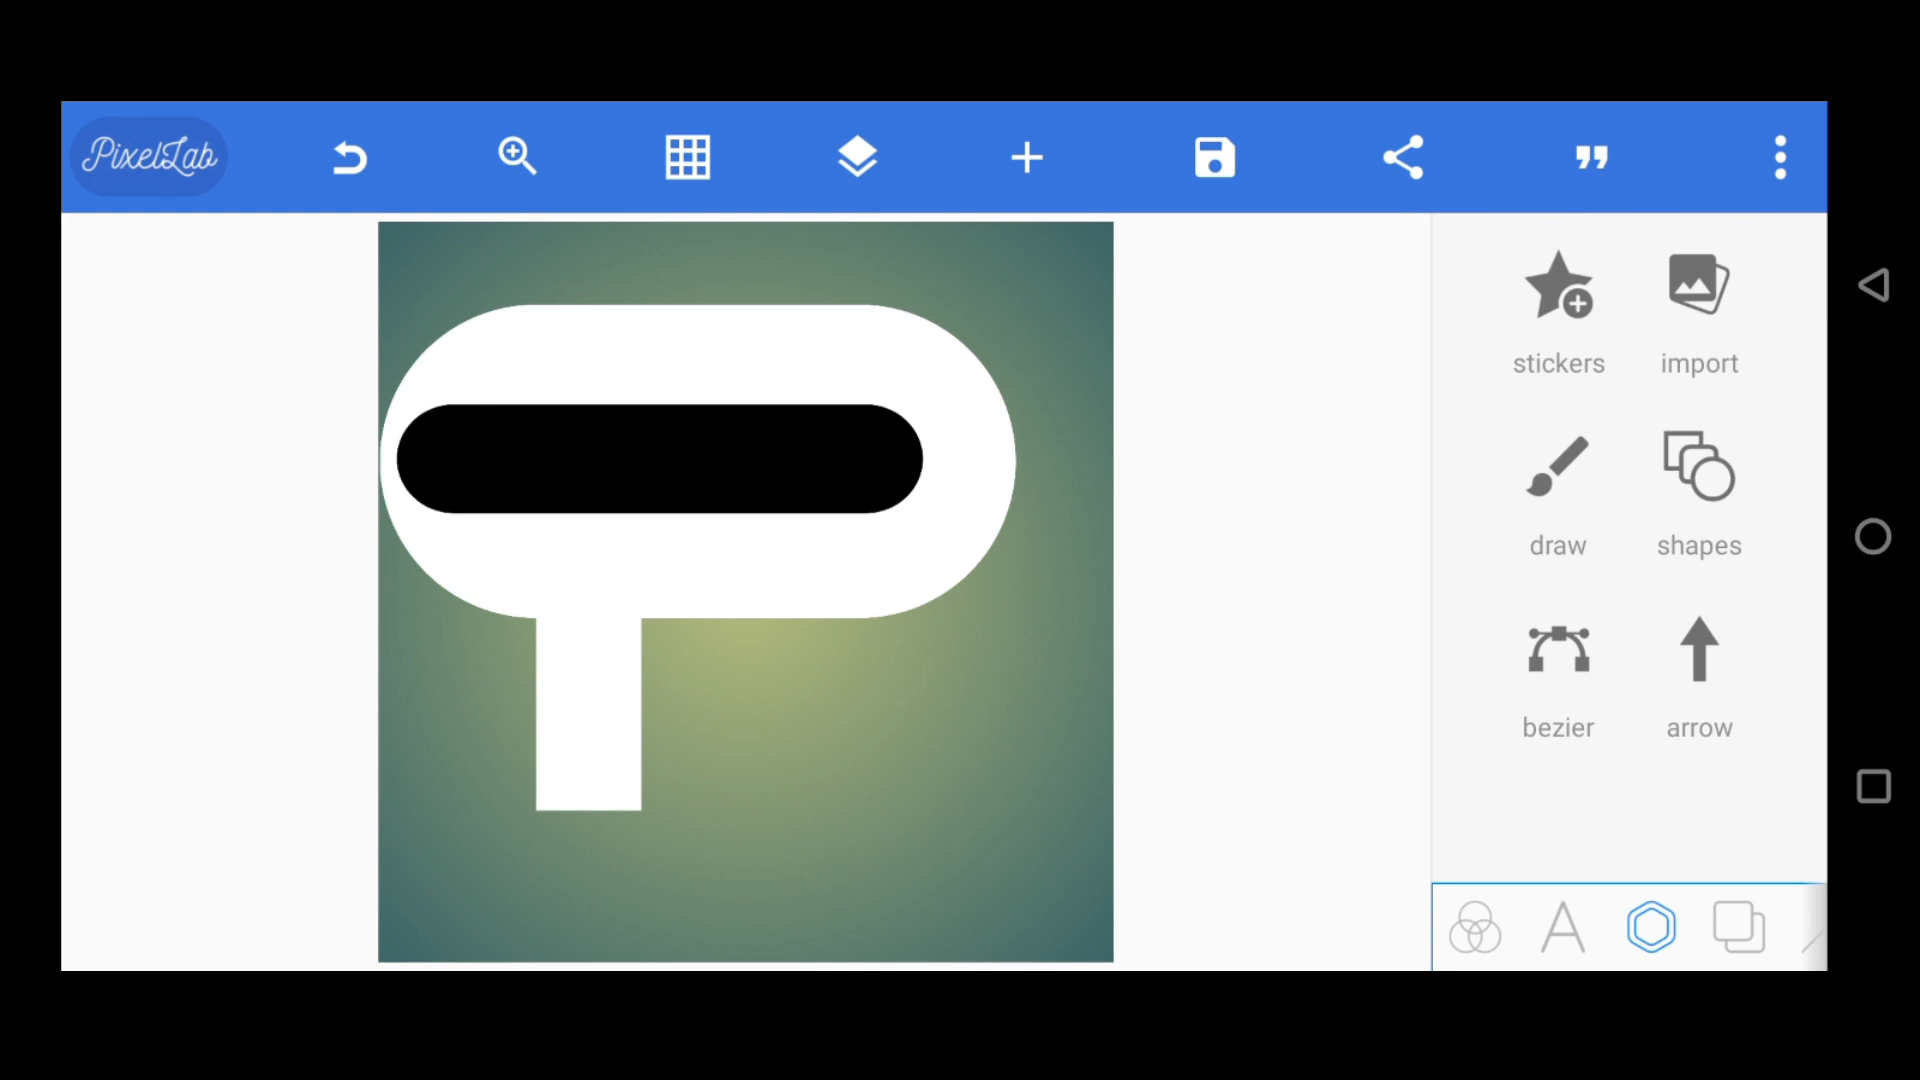 PixelLab
stickers
import
draw
shapes
bezier
arrow